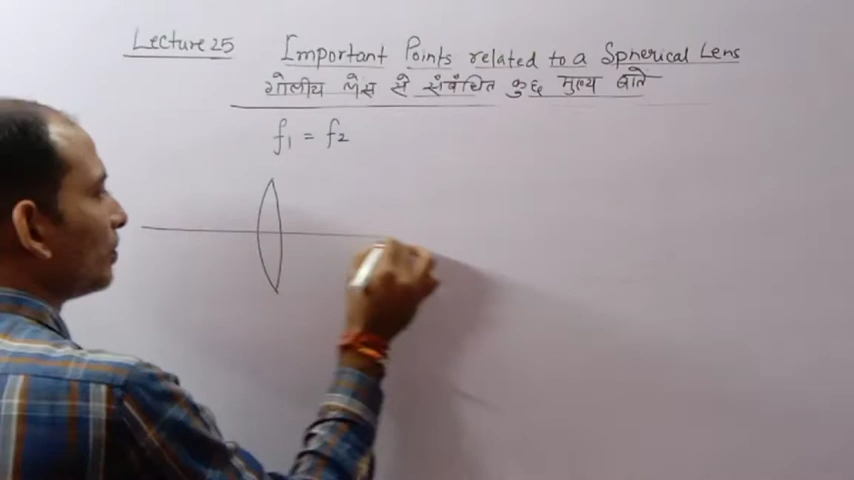 Lecture 25 Important Points related to a Spherical Lens
गोलीय लेंस से संबंधित कुछ मुख्य बातें
f₁ = f₂